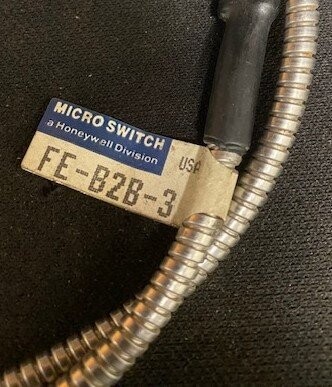 MICRO SWITCH
a Honeywell Division
FE-B2B-3 USA